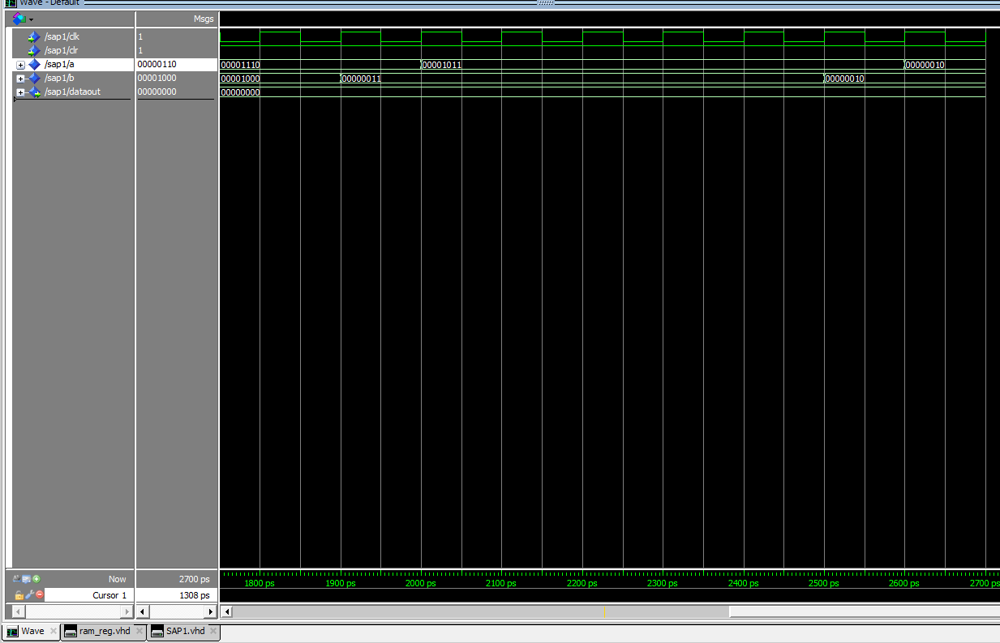 Wave - Default
Msgs
/sap1/clk 1
/sap1/clr 1
/sap1/a 00000110 00001110 00001011 00000010
/sap1/b 00001000 00001000 00000011 00000010
/sap1/dataout 00000000 00000000
Now 2700 ps 1800 ps 1900 ps 2000 ps 2100 ps 2200 ps 2300 ps 2400 ps 2500 ps 2600 ps 2700 ps
Cursor 1 1308 ps
Wave ram_reg.vhd SAP1.vhd